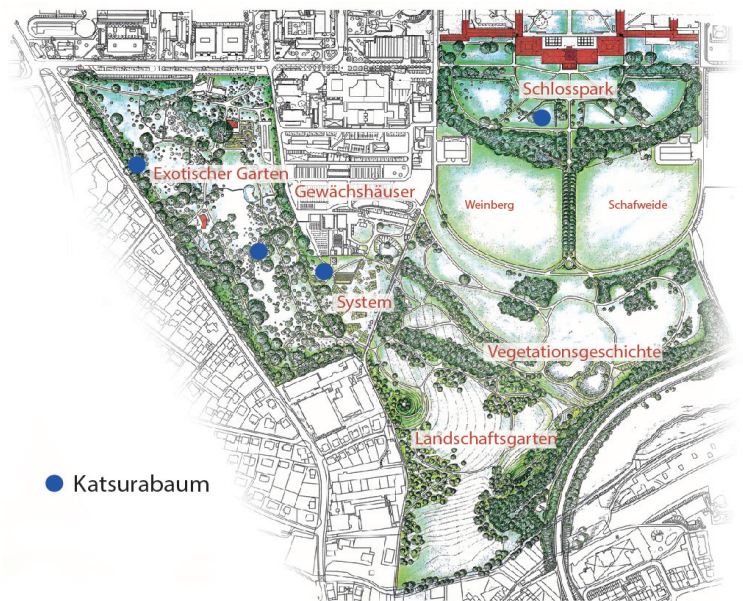 Schlosspark
Exotischer Garten
Gewächshäuser
Weinberg
Schafweide
System
Vegetationsgeschichte
Landschaftsgarten
Katsurabaum